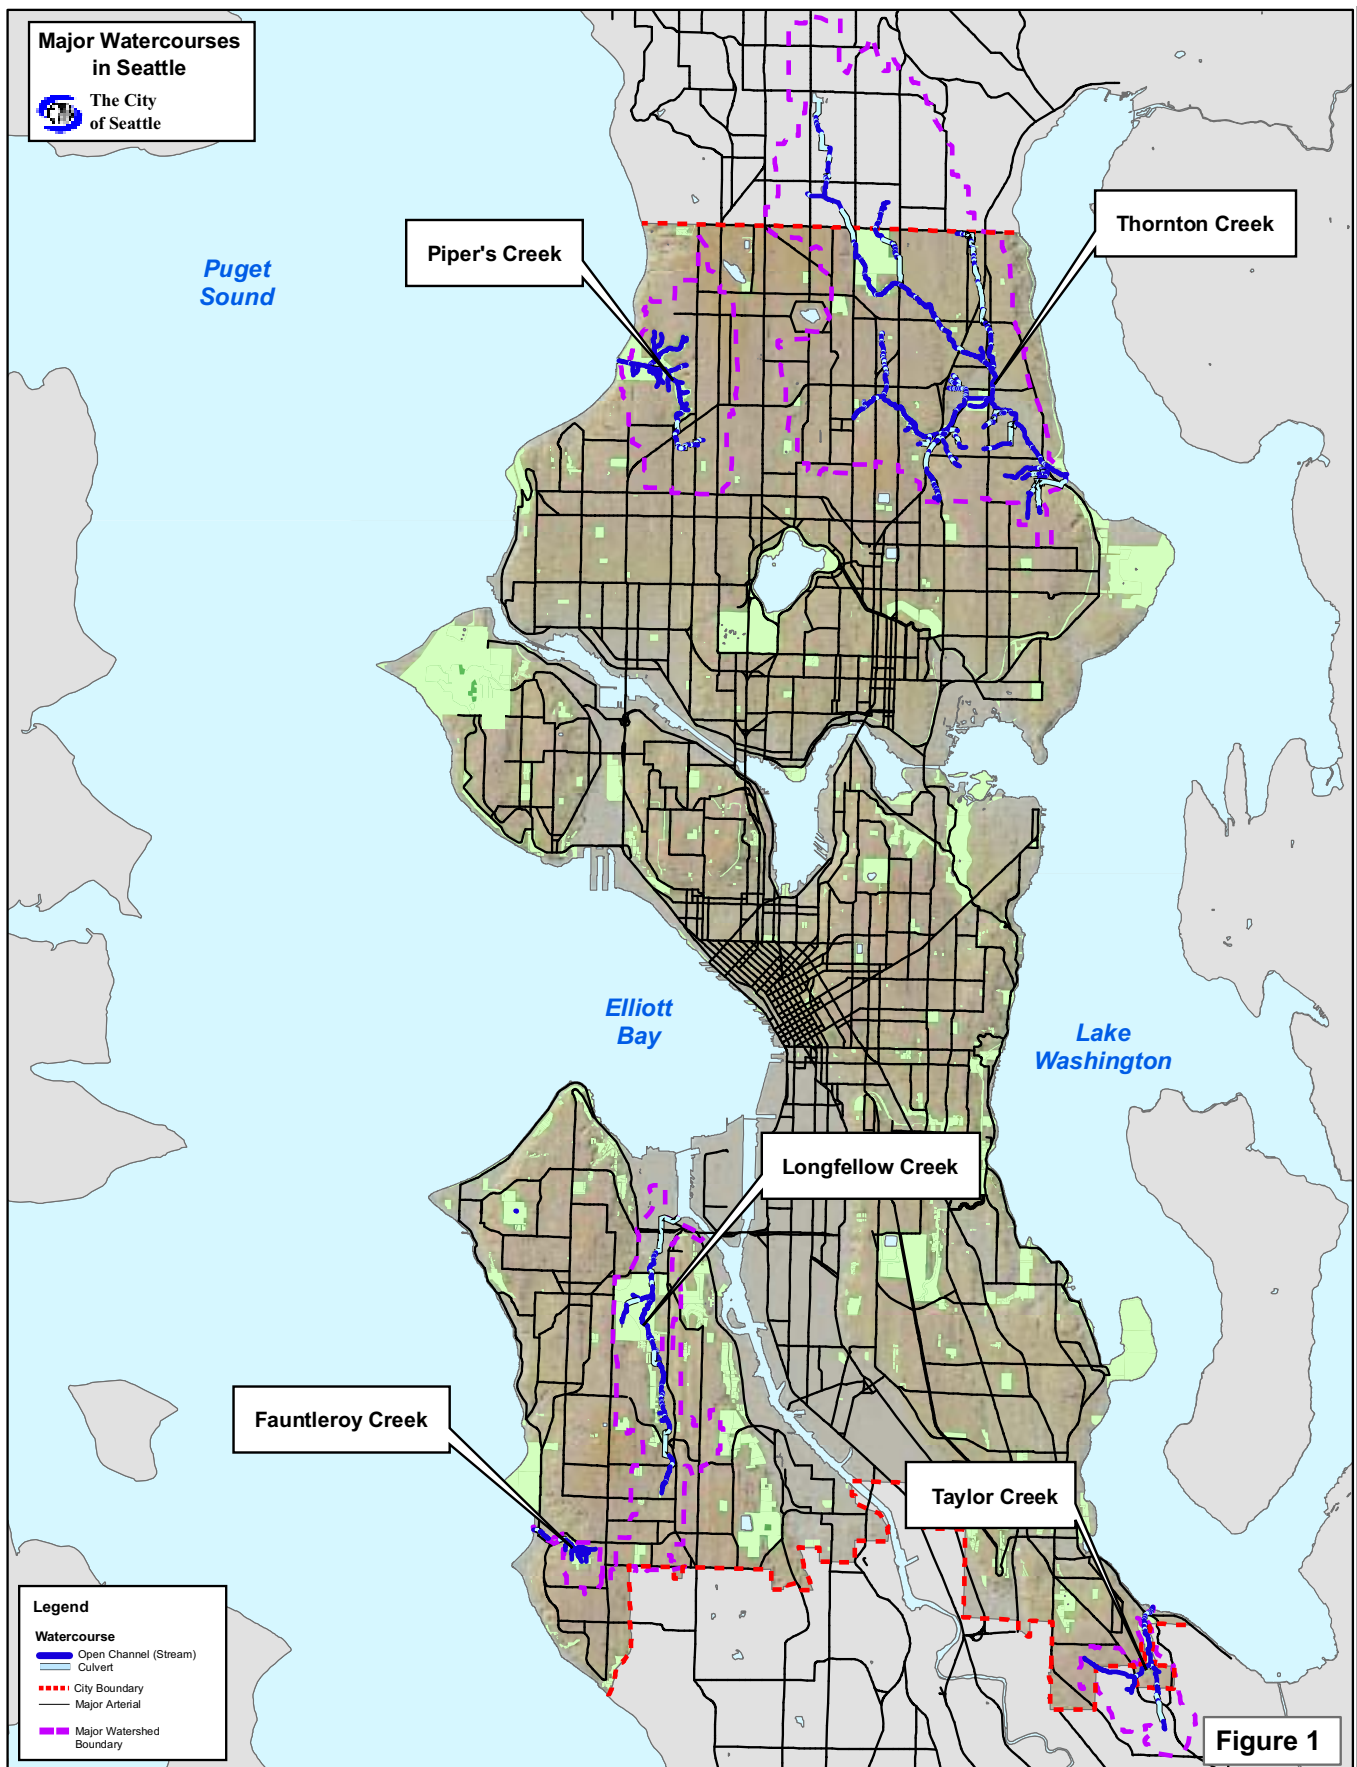 Major Watercourses
in Seattle
The City
of Seattle
Thornton Creek
Piper's Creek
Puget
Sound
Elliott
Bay
Lake
Washington
Longfellow Creek
Fauntleroy Creek
Taylor Creek
Legend
Watercourse
Open Channel (Stream)
Culvert
City Boundary
Major Arterial
Major Watershed
Boundary
Figure 1